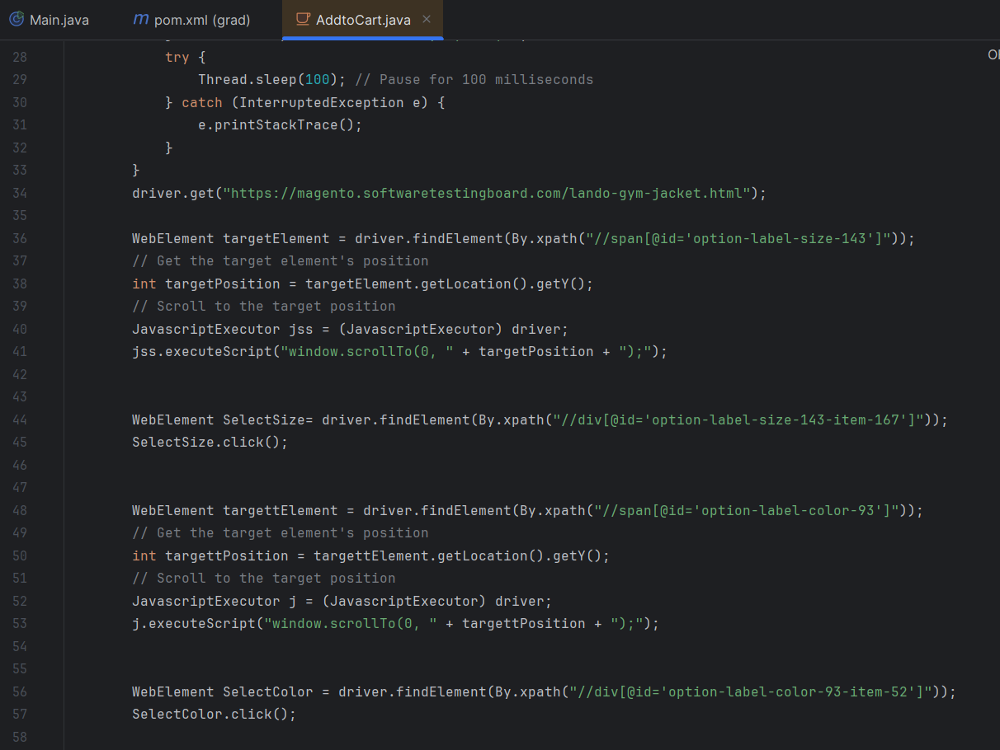 Main.java
pom.xml (grad)
AddtoCart.java
28 try {
29 Thread.sleep(100); // Pause for 100 milliseconds
30 } catch (InterruptedException e) {
31 e.printStackTrace();
32 }
33 }
34 driver.get("https://magento.softwaretestingboard.com/lando-gym-jacket.html");
35
36 WebElement targetElement = driver.findElement(By.xpath("//span[@id='option-label-size-143']"));
37 // Get the target element's position
38 int targetPosition = targetElement.getLocation().getY();
39 // Scroll to the target position
40 JavascriptExecutor jss = (JavascriptExecutor) driver;
41 jss.executeScript("window.scrollTo(0, " + targetPosition + ");");
42
43
44 WebElement SelectSize= driver.findElement(By.xpath("//div[@id='option-label-size-143-item-167']"));
45 SelectSize.click();
46
47
48 WebElement targettElement = driver.findElement(By.xpath("//span[@id='option-label-color-93']"));
49 // Get the target element's position
50 int targettPosition = targettElement.getLocation().getY();
51 // Scroll to the target position
52 JavascriptExecutor j = (JavascriptExecutor) driver;
53 j.executeScript("window.scrollTo(0, " + targettPosition + ");");
54
55
56 WebElement SelectColor = driver.findElement(By.xpath("//div[@id='option-label-color-93-item-52']"));
57 SelectColor.click();
58